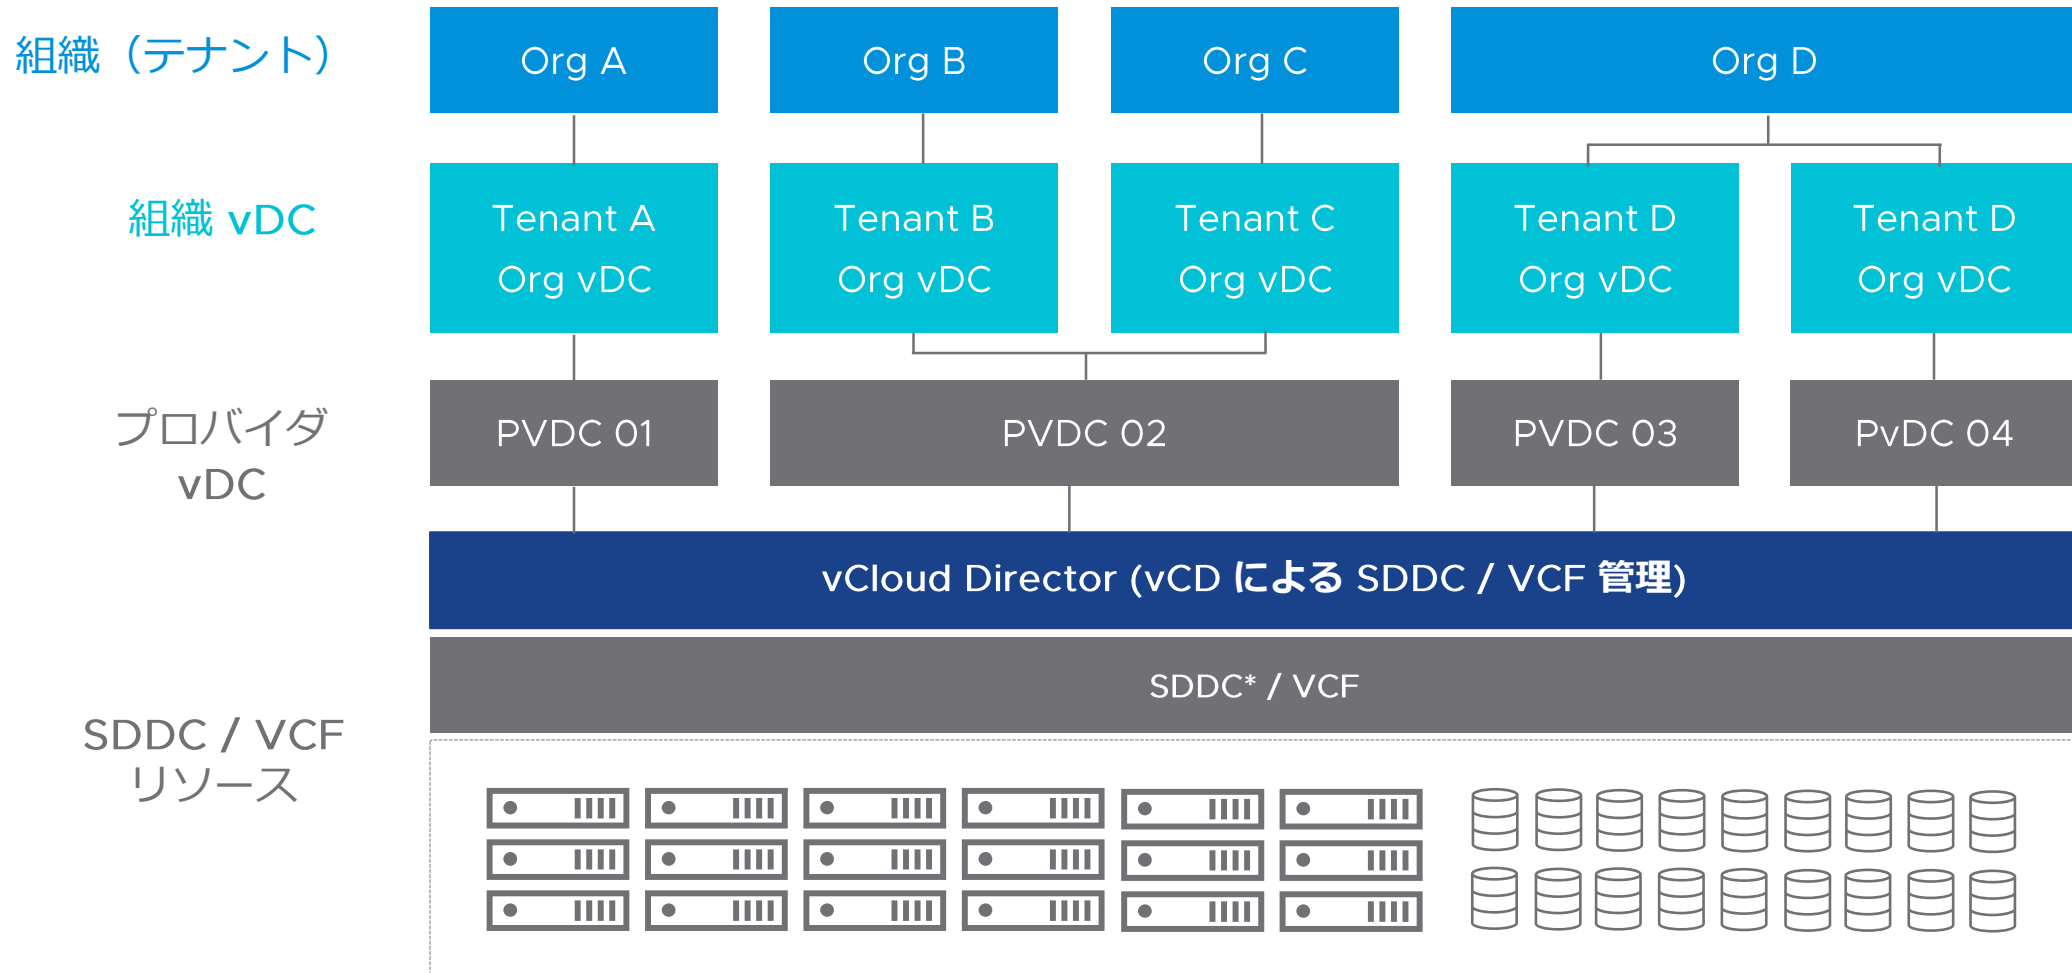 組織（テナント）
Org A
Org B
Org C
Org D
組織 vDC
Tenant A
Org vDC
Tenant B
Org vDC
Tenant C
Org vDC
Tenant D
Org vDC
Tenant D
Org vDC
プロバイダ
vDC
PVDC 01
PVDC 02
PVDC 03
PvDC 04
vCloud Director (vCD による SDDC / VCF 管理)
SDDC* / VCF
SDDC / VCF
リソース